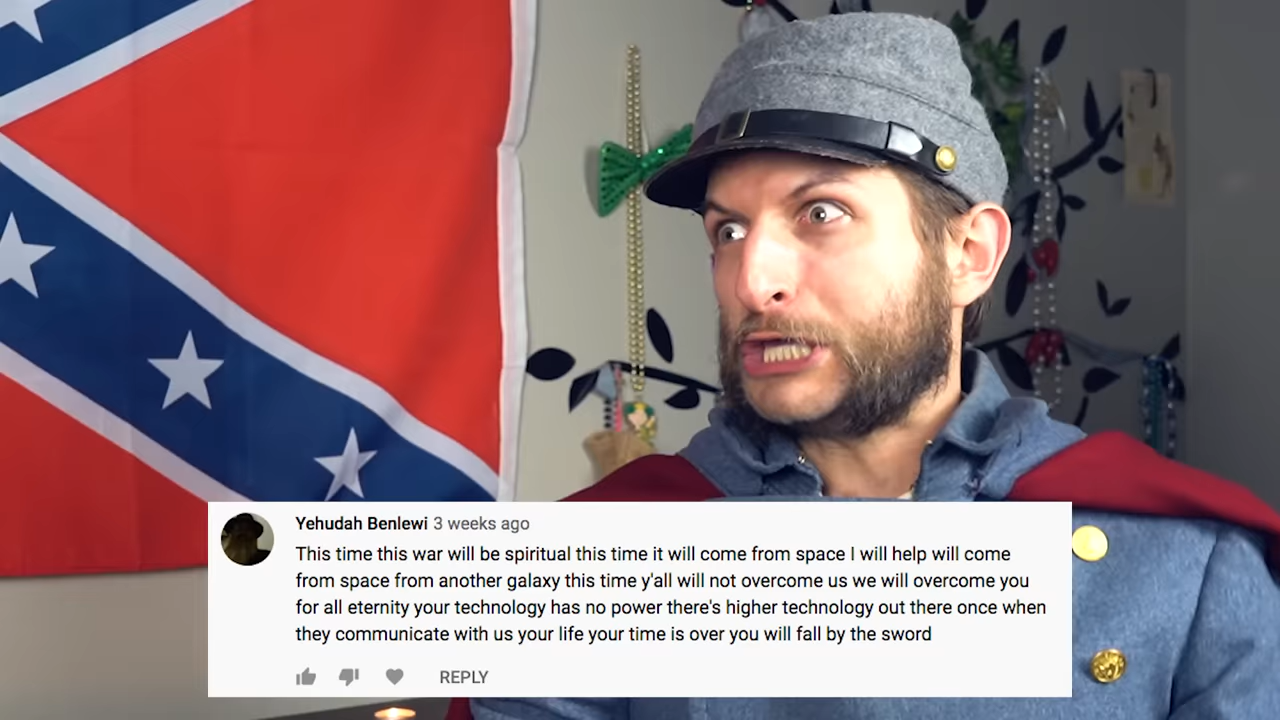 Yehudah Benlewi 3 weeks ago
This time this war will be spiritual this time it will come from space I will help will come
from space from another galaxy this time y'all will not overcome us we will overcome you
for all eternity your technology has no power there's higher technology out there once when
they communicate with us your life your time is over you will fall by the sword
REPLY